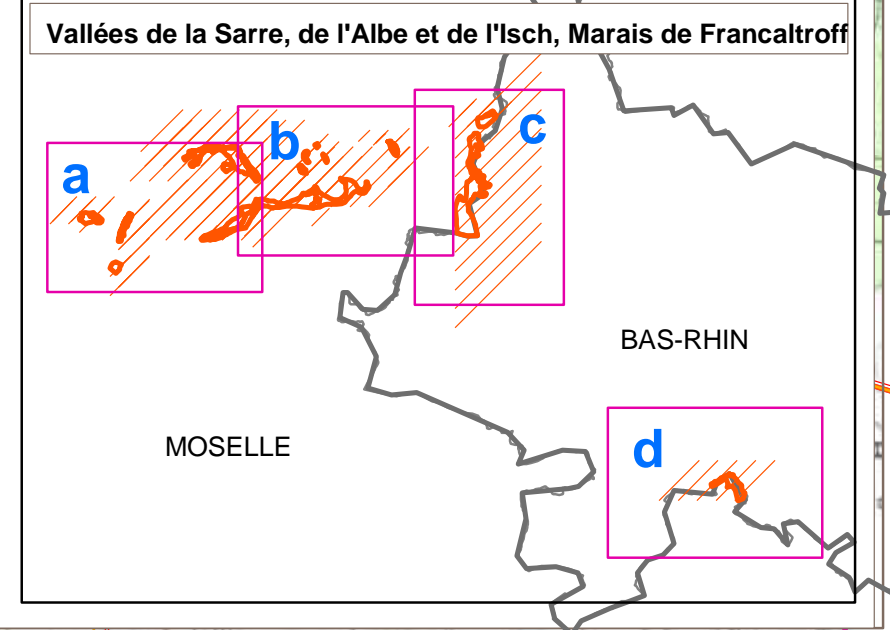 Vallées de la Sarre, de l'Albe et de l'Isch, Marais de Francaltroff
a
b
c
BAS-RHIN
MOSELLE
d